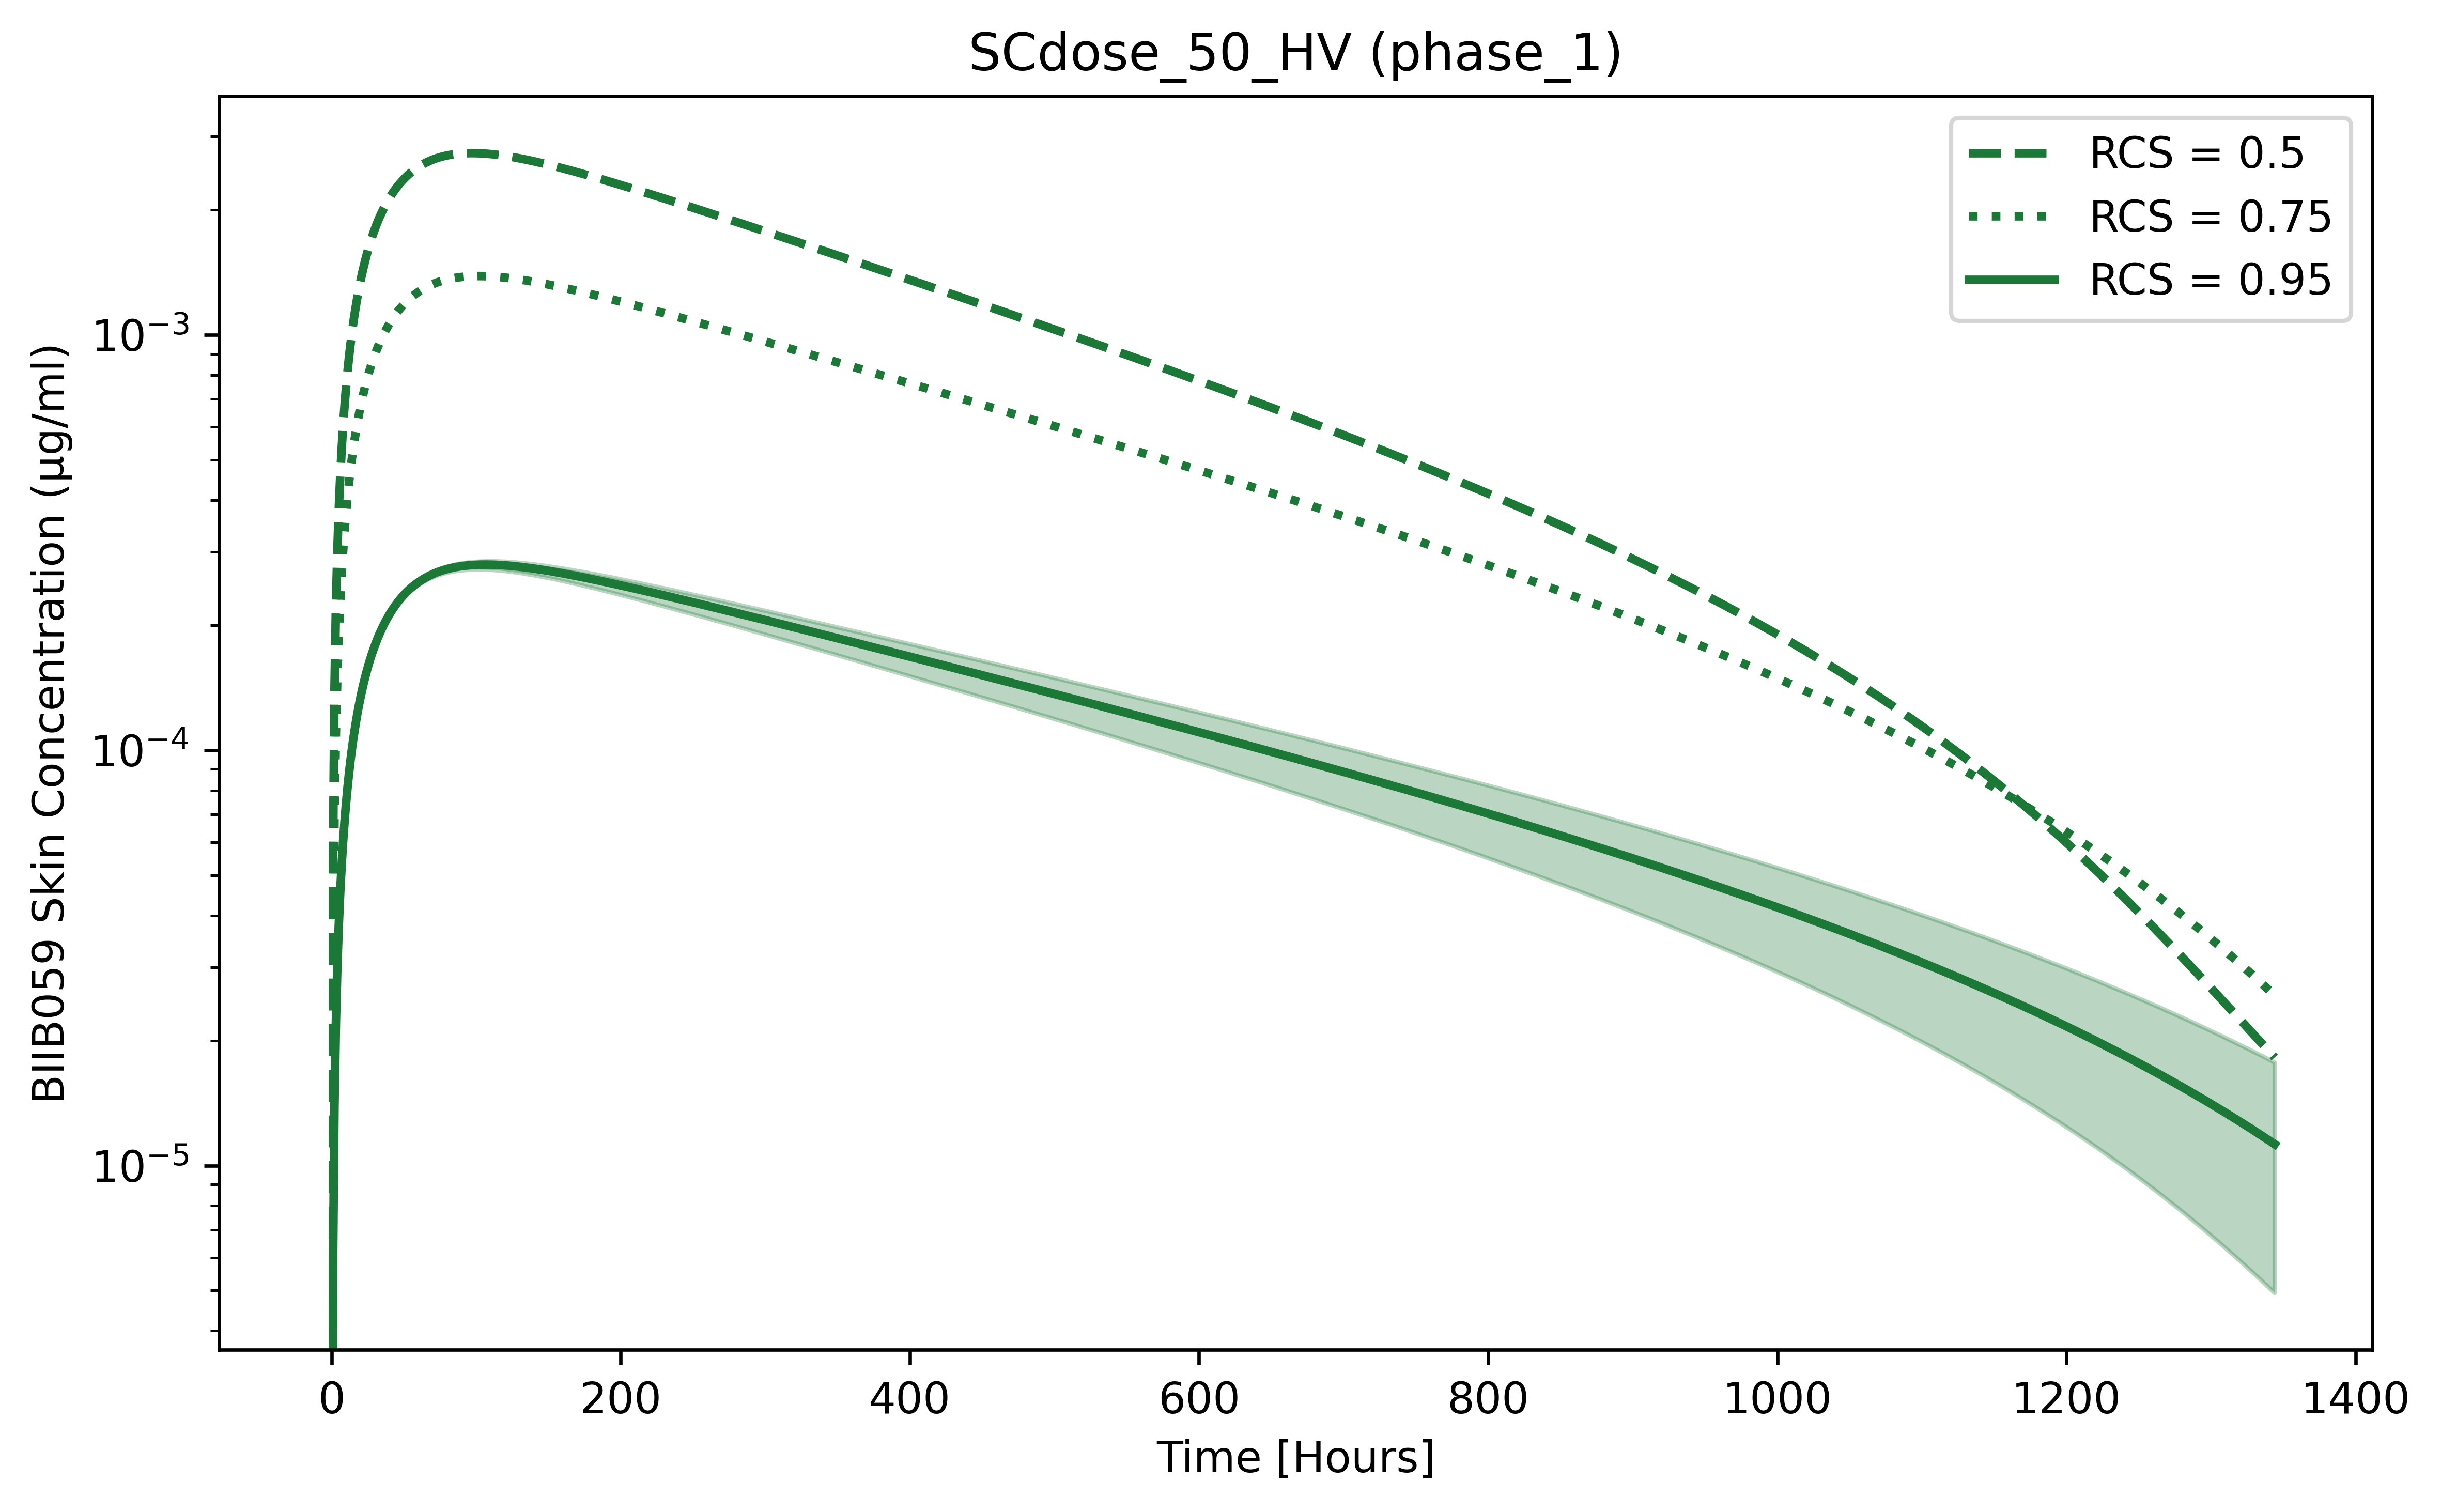 SCdose_50_HV (phase_1)
RCS = 0.5
RCS = 0.75
RCS = 0.95
BIIB059 Skin Concentration (µg/ml)
10⁻³
10⁻⁴
10⁻⁵
0 200 400 600 800 1000 1200 1400
Time [Hours]